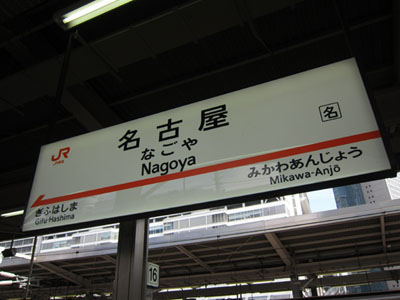 JR
名古屋
名
なごや
Nagoya
ぎふはしま
Gifu-Hashima
みかわあんじょう
Mikawa-Anjō
16